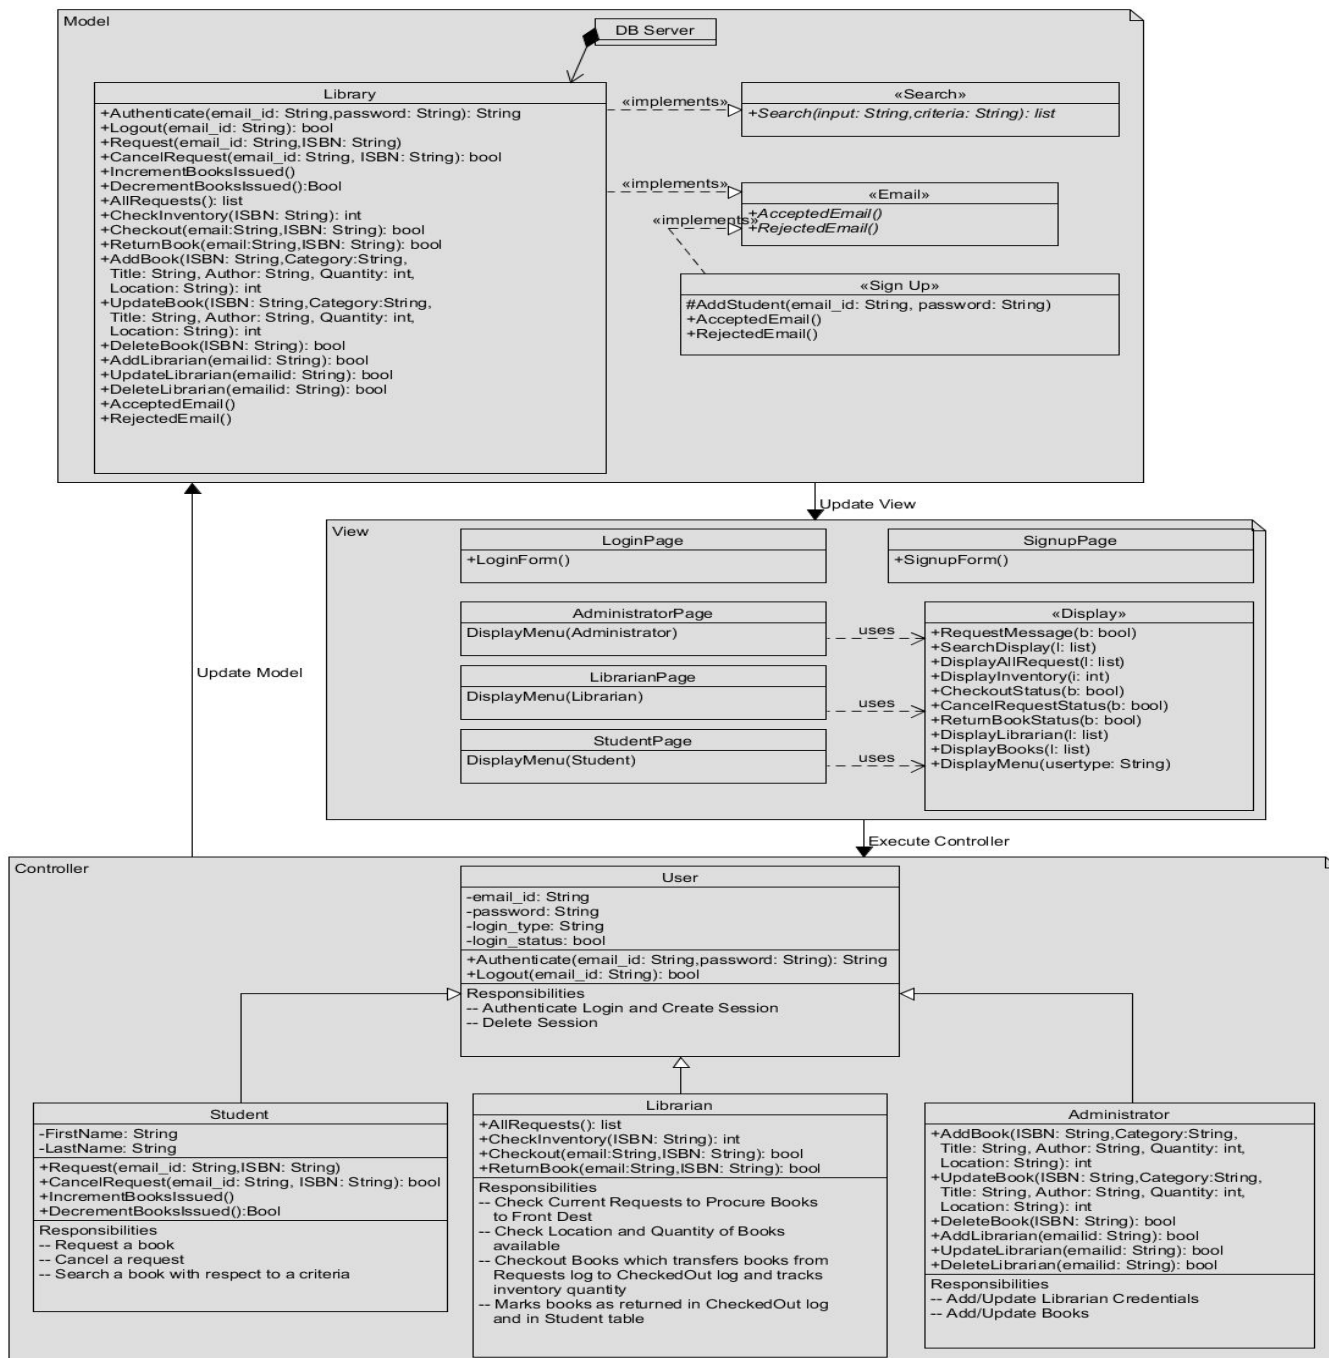 Model
DB Server
Library
+Authenticate(email_id: String,password: String): String
+Logout(email_id: String): bool
+Request(email_id: String,ISBN: String)
+CancelRequest(email_id: String, ISBN: String): bool
+IncrementBooksIssued()
+DecrementBooksIssued():Bool
+AllRequests(): list
+CheckInventory(ISBN: String): int
+Checkout(email:String,ISBN: String): bool
+ReturnBook(email:String,ISBN: String): bool
+AddBook(ISBN: String,Category:String,
Title: String, Author: String, Quantity: int,
Location: String): int
+UpdateBook(ISBN: String,Category:String,
Title: String, Author: String, Quantity: int,
Location: String): int
+DeleteBook(ISBN: String): bool
+AddLibrarian(emailid: String): bool
+UpdateLibrarian(emailid: String): bool
+DeleteLibrarian(emailid: String): bool
+AcceptedEmail()
+RejectedEmail()
«implements»
«Search»
+Search(input: String,criteria: String): list
«implements»
«Email»
+AcceptedEmail()
+RejectedEmail()
«implements»
«Sign Up»
#AddStudent(email_id: String, password: String)
+AcceptedEmail()
+RejectedEmail()
Update View
View
LoginPage
+LoginForm()
SignupPage
+SignupForm()
AdministratorPage
DisplayMenu(Administrator)
uses
LibrarianPage
DisplayMenu(Librarian)
uses
StudentPage
DisplayMenu(Student)
uses
«Display»
+RequestMessage(b: bool)
+SearchDisplay(l: list)
+DisplayAllRequest(l: list)
+DisplayInventory(i: int)
+CheckoutStatus(b: bool)
+CancelRequestStatus(b: bool)
+ReturnBookStatus(b: bool)
+DisplayLibrarian(l: list)
+DisplayBooks(l: list)
+DisplayMenu(usertype: String)
Update Model
Execute Controller
Controller
User
-email_id: String
-password: String
-login_type: String
-login_status: bool
+Authenticate(email_id: String,password: String): String
+Logout(email_id: String): bool
Responsibilities
-- Authenticate Login and Create Session
-- Delete Session
Student
-FirstName: String
-LastName: String
+Request(email_id: String,ISBN: String)
+CancelRequest(email_id: String, ISBN: String): bool
+IncrementBooksIssued()
+DecrementBooksIssued():Bool
Responsibilities
-- Request a book
-- Cancel a request
-- Search a book with respect to a criteria
Librarian
+AllRequests(): list
+CheckInventory(ISBN: String): int
+Checkout(email:String,ISBN: String): bool
+ReturnBook(email:String,ISBN: String): bool
Responsibilities
-- Check Current Requests to Procure Books
to Front Dest
-- Check Location and Quantity of Books
available
-- Checkout Books which transfers books from
Requests log to CheckedOut log and tracks
inventory quantity
-- Marks books as returned in CheckedOut log
and in Student table
Administrator
+AddBook(ISBN: String,Category:String,
Title: String, Author: String, Quantity: int,
Location: String): int
+UpdateBook(ISBN: String,Category:String,
Title: String, Author: String, Quantity: int,
Location: String): int
+DeleteBook(ISBN: String): bool
+AddLibrarian(emailid: String): bool
+UpdateLibrarian(emailid: String): bool
+DeleteLibrarian(emailid: String): bool
Responsibilities
-- Add/Update Librarian Credentials
-- Add/Update Books